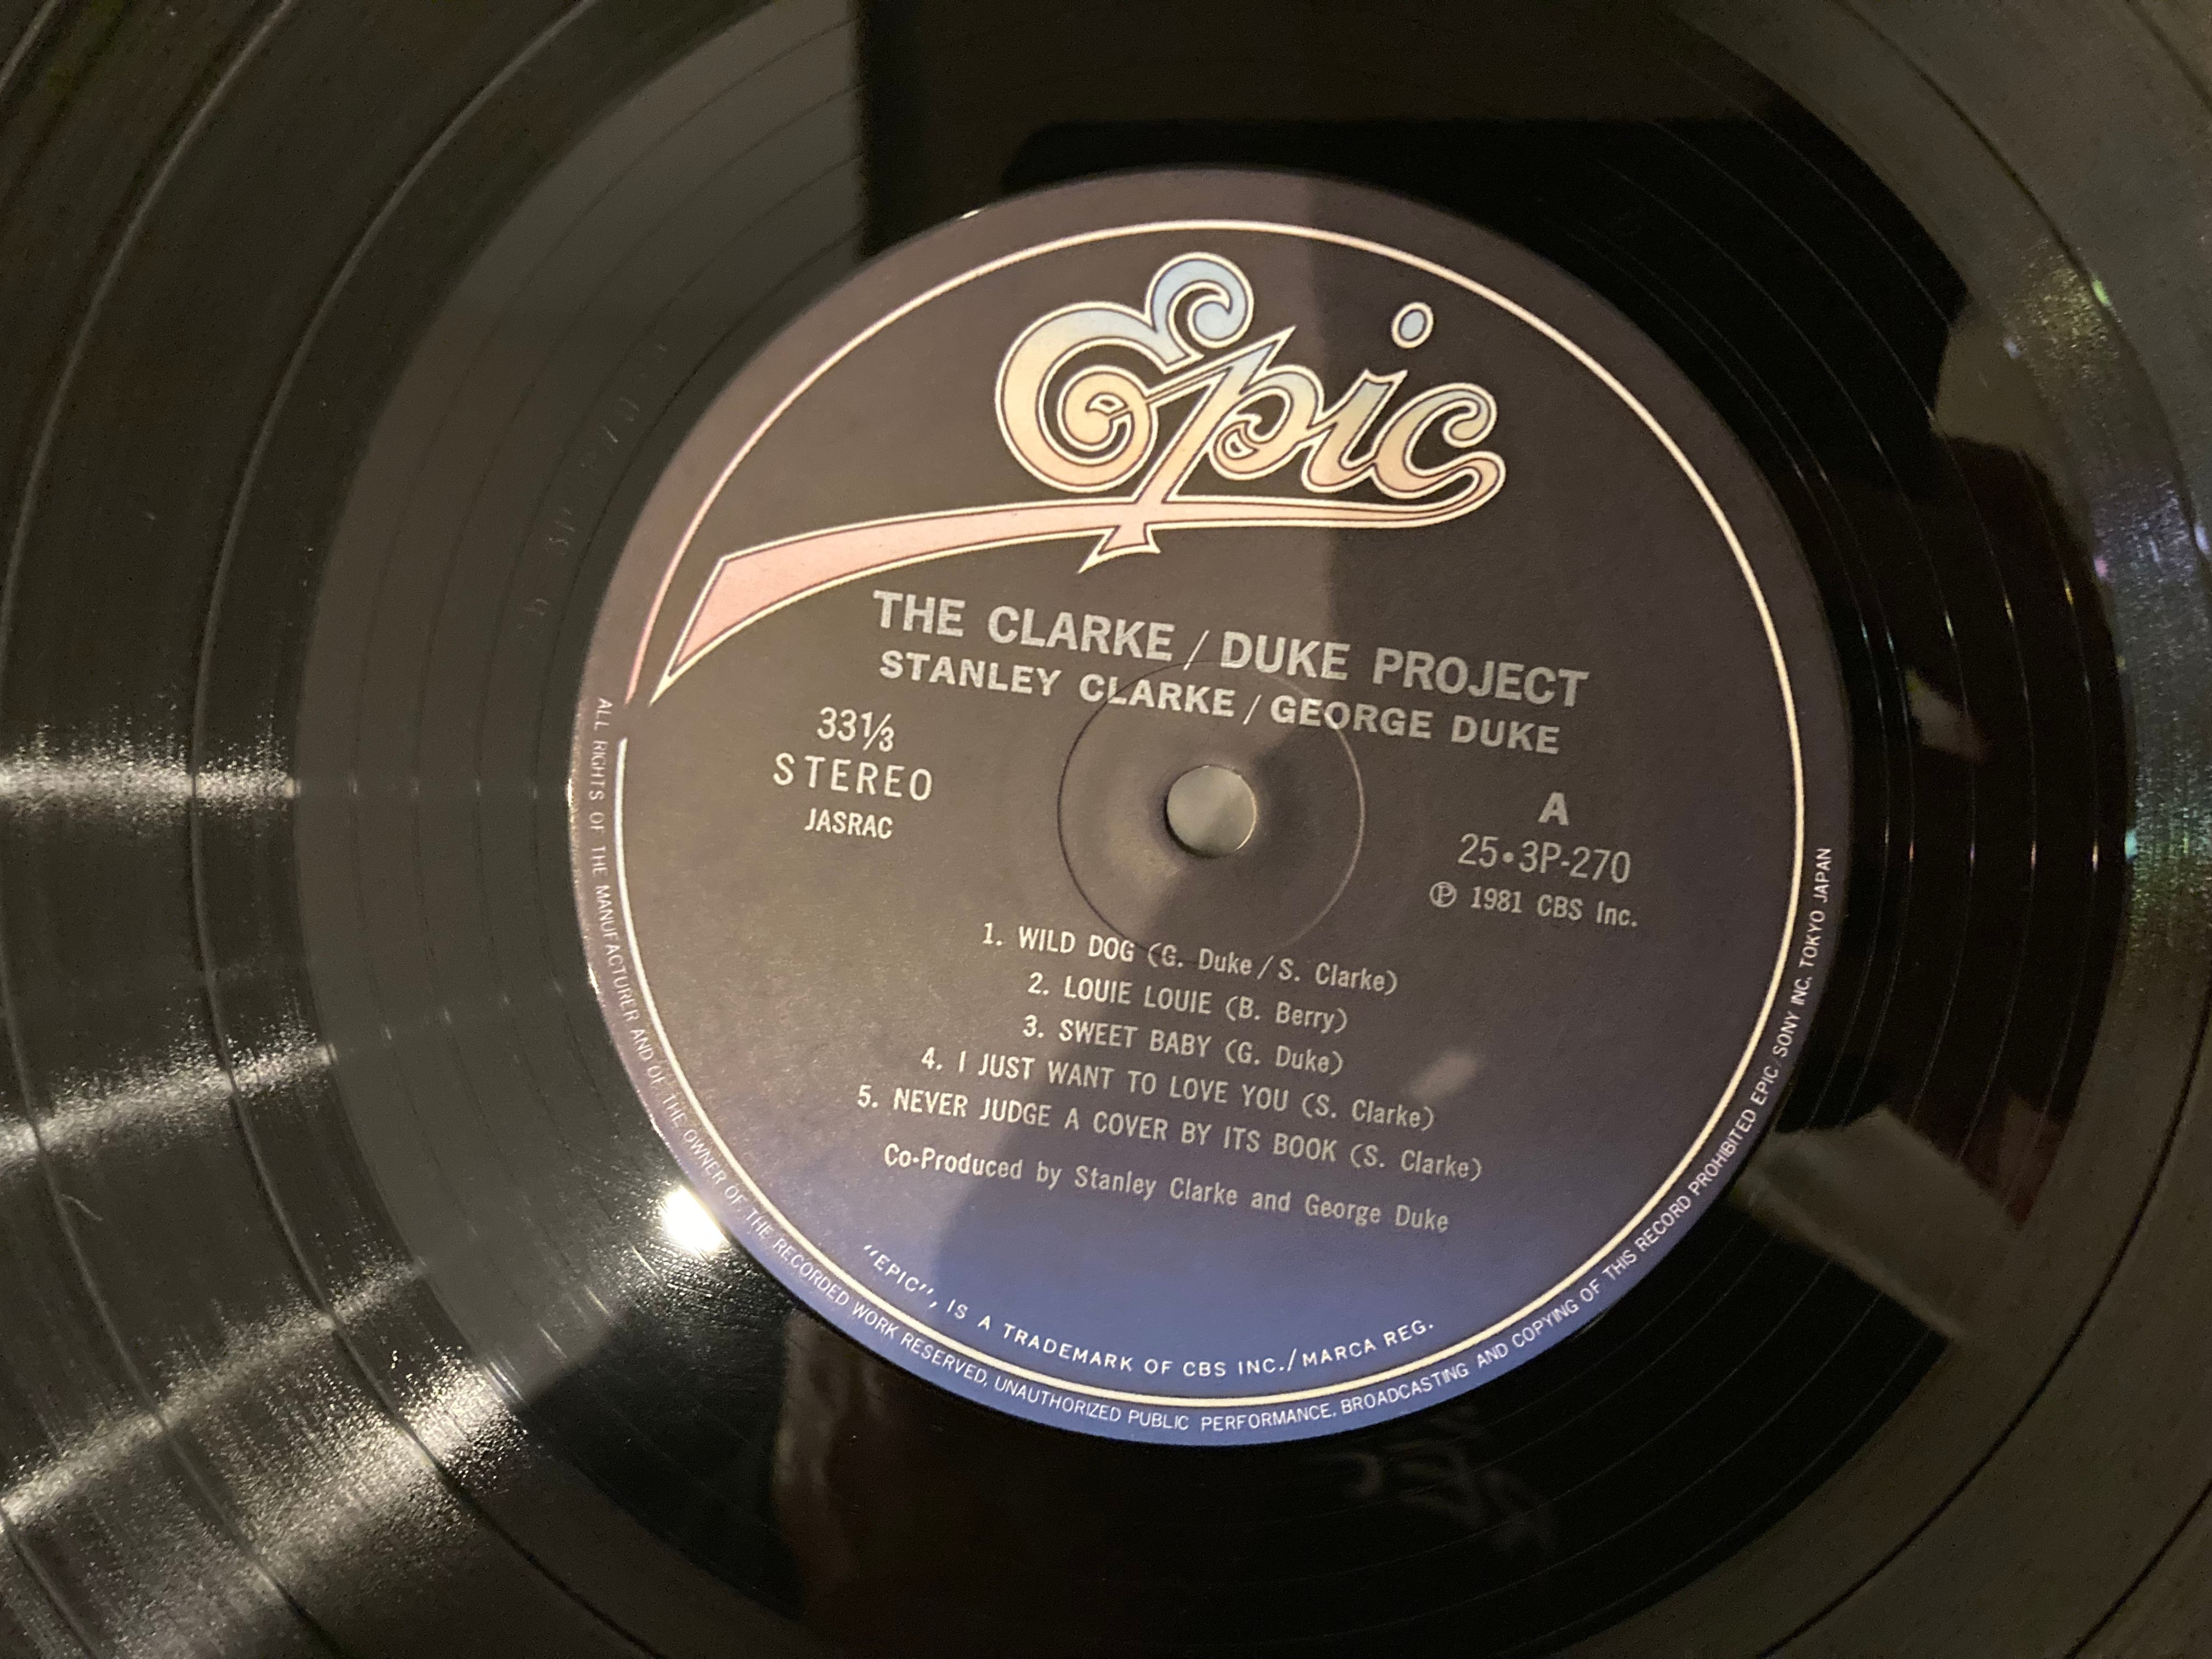 Epic
THE CLARKE / DUKE PROJECT
STANLEY CLARKE / GEORGE DUKE
33⅓
STEREO
JASRAC
A
25•3P-270
℗ 1981 CBS Inc.
1. WILD DOG (G. Duke / S. Clarke)
2. LOUIE LOUIE (B. Berry)
3. SWEET BABY (G. Duke)
4. I JUST WANT TO LOVE YOU (S. Clarke)
5. NEVER JUDGE A COVER BY ITS BOOK (S. Clarke)
Co-Produced by Stanley Clarke and George Duke
"EPIC", IS A TRADEMARK OF CBS INC./MARCA REG.
ALL RIGHTS OF THE MANUFACTURER AND OF THE OWNER OF THE RECORDED WORK RESERVED, UNAUTHORIZED PUBLIC PERFORMANCE, BROADCASTING AND COPYING OF THIS RECORD PROHIBITED EPIC, SONY INC. TOKYO JAPAN